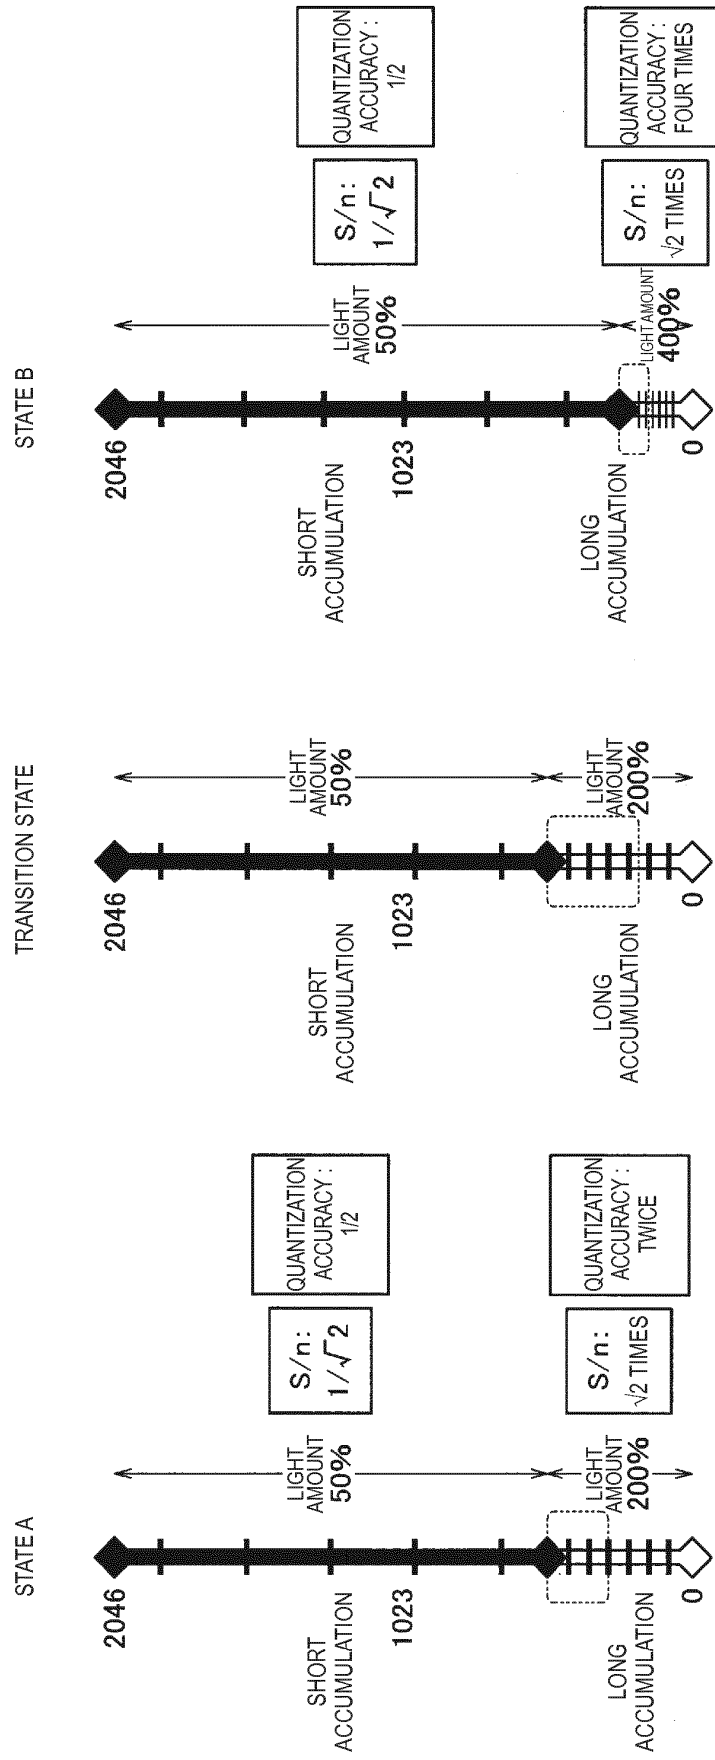 STATE A
2046
SHORT
ACCUMULATION
1023
LONG
ACCUMULATION
0
LIGHT
AMOUNT
50%
LIGHT
AMOUNT
200%
S/n:
1/√2
QUANTIZATION
ACCURACY:
1/2
S/n:
√2 TIMES
QUANTIZATION
ACCURACY:
TWICE
TRANSITION STATE
2046
SHORT
ACCUMULATION
1023
LONG
ACCUMULATION
0
LIGHT
AMOUNT
50%
LIGHT
AMOUNT
200%
STATE B
2046
SHORT
ACCUMULATION
1023
LONG
ACCUMULATION
0
LIGHT
AMOUNT
50%
LIGHT AMOUNT
400%
S/n:
1/√2
QUANTIZATION
ACCURACY:
1/2
S/n:
√2 TIMES
QUANTIZATION
ACCURACY:
FOUR TIMES